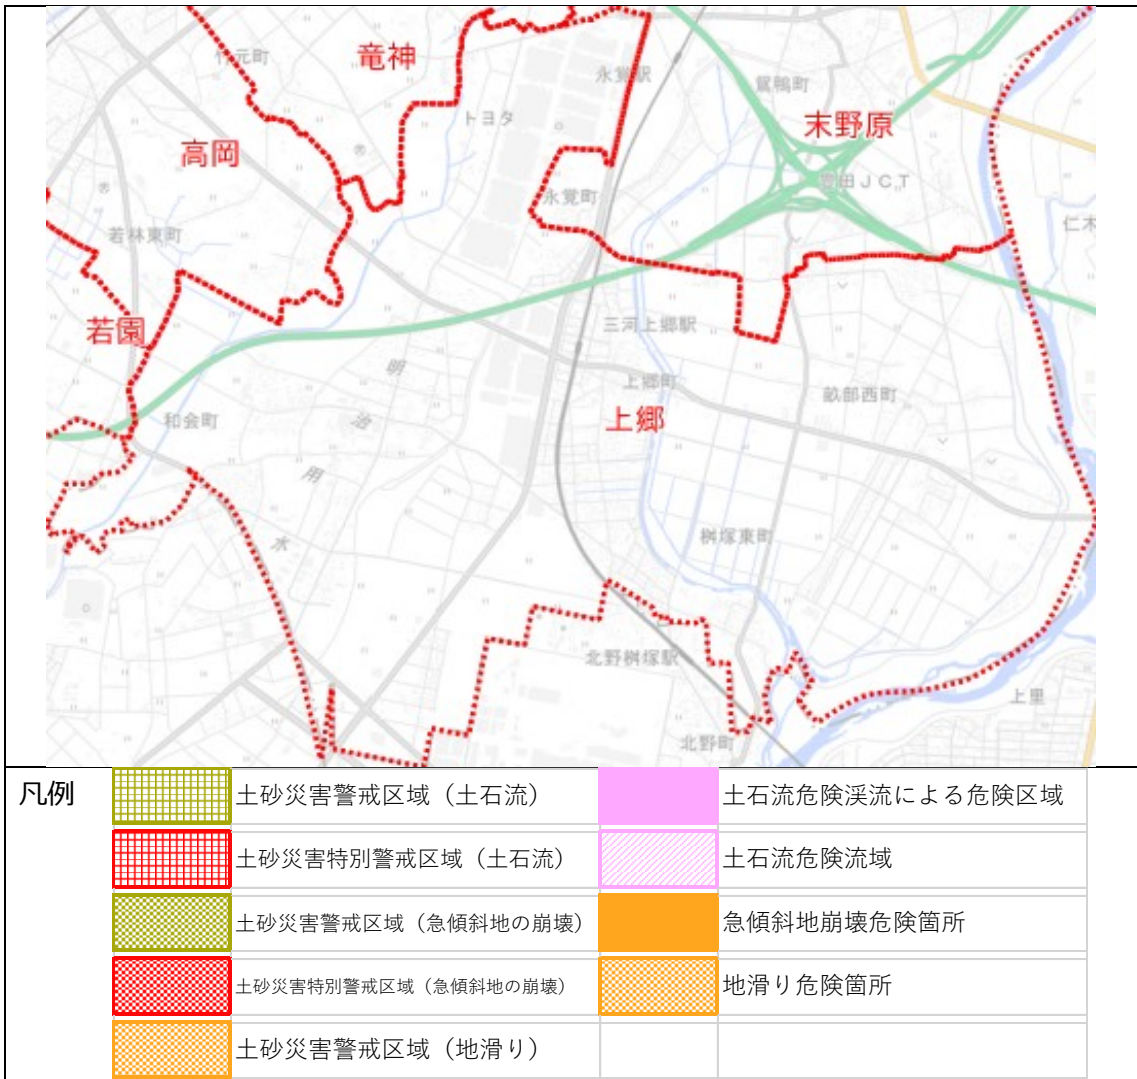 竹元町
竜神
永覚駅
鴛鴨町
トヨタ
末野原
高岡
豊田JCT
永覚町
仁木
若林東町
若園
三河上郷駅
明
治
用
水
上郷町
畝部西町
上郷
和会町
桝塚東町
北野桝塚駅
上里
北野町
凡例
土砂災害警戒区域（土石流）
土石流危険渓流による危険区域
土砂災害特別警戒区域（土石流）
土石流危険流域
土砂災害警戒区域（急傾斜地の崩壊）
急傾斜地崩壊危険箇所
土砂災害特別警戒区域（急傾斜地の崩壊）
地滑り危険箇所
土砂災害警戒区域（地滑り）